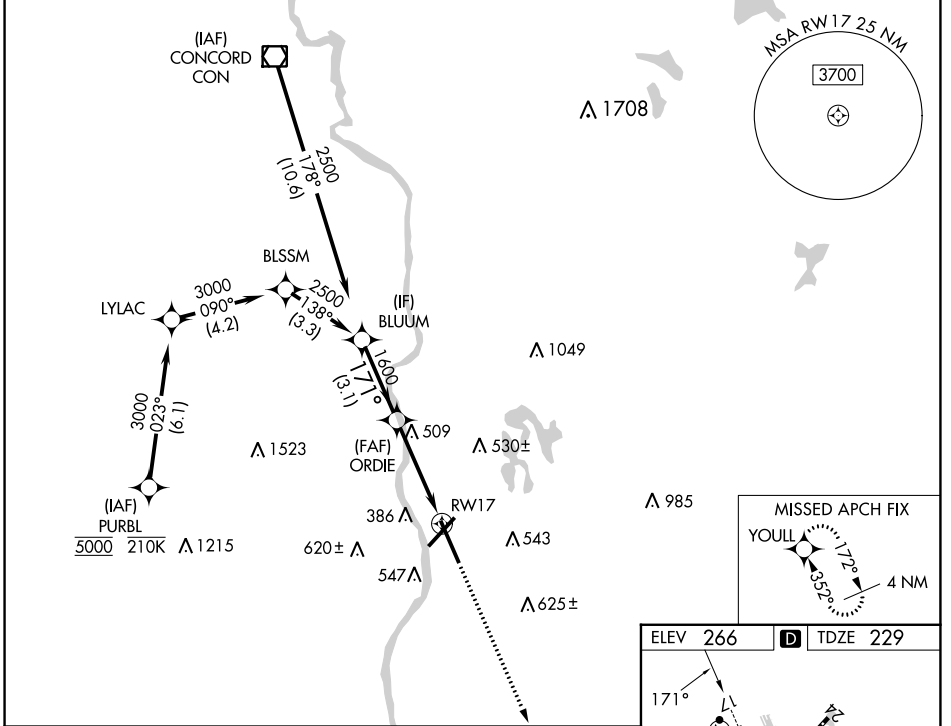 (IAF)
CONCORD
CON
MSA RW17 25 NM
3700
1708
2500
178°
(10.6)
BLSSM
LYLAC
3000
090°
(4.2)
2500
138°
(3.3)
(IF)
BLUUM
1600
171°
(3.1)
1049
3000
023°
(6.1)
509
(FAF)
ORDIE
530±
1523
(IAF)
PURBL
5000 210K
1215
386
RW17
985
620±
543
547
625±
MISSED APCH FIX
YOULL
172°
352°
4 NM
ELEV 266
D
TDZE 229
171°
17
24